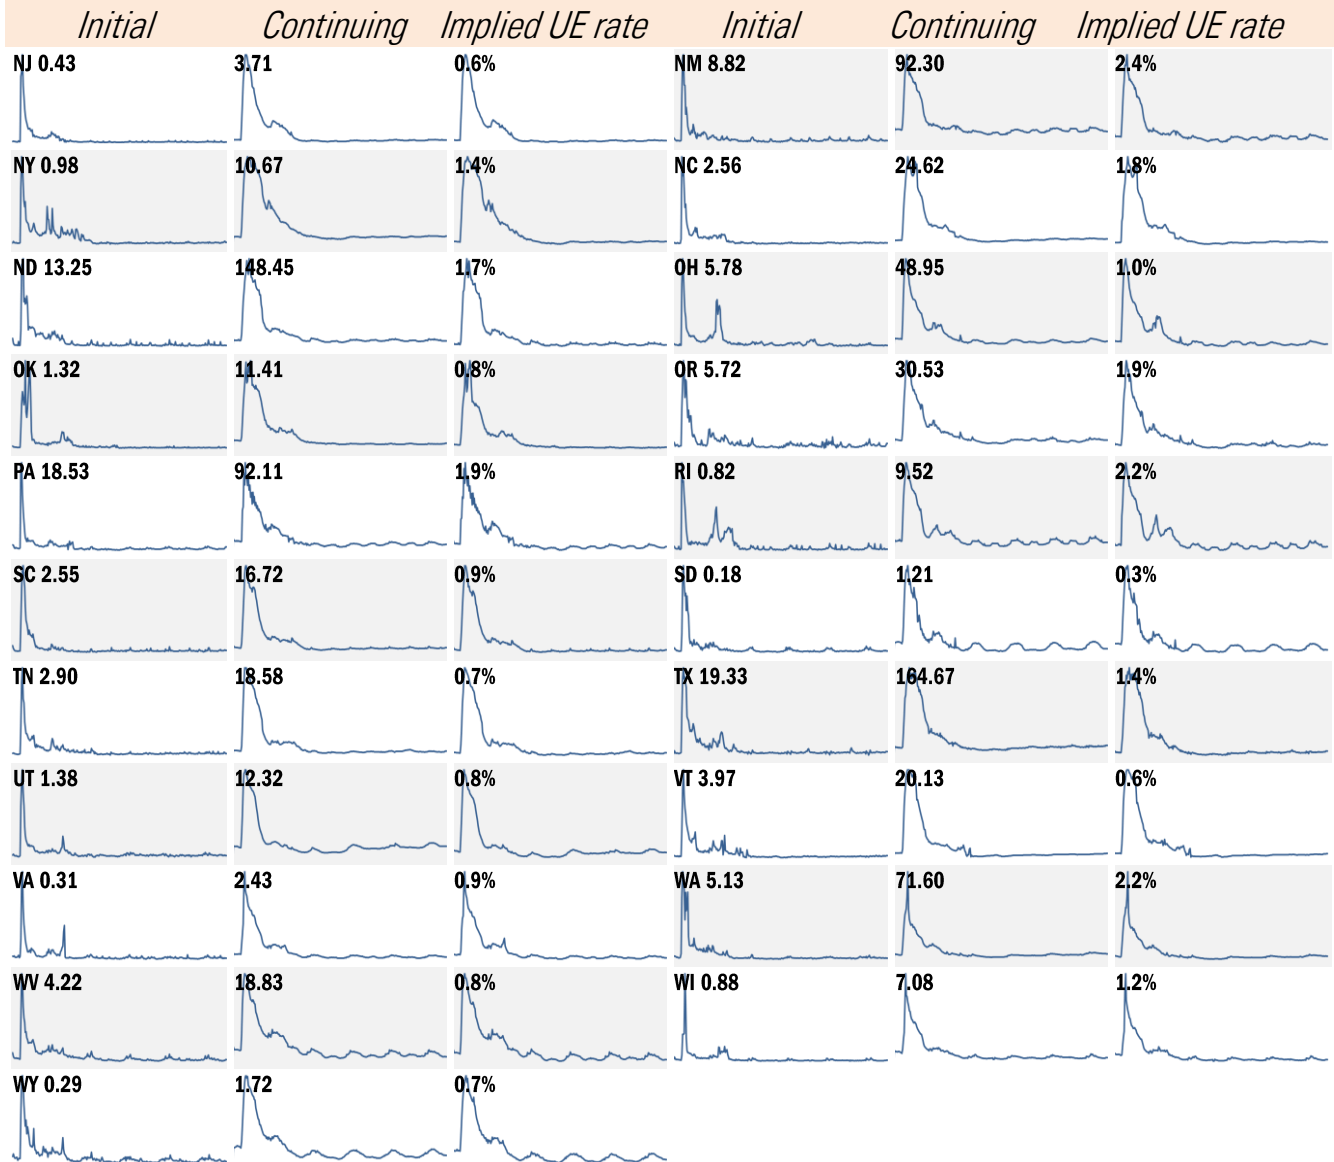 Initial Continuing Implied UE rate Initial Continuing Implied UE rate
NJ 0.43 3.71 0.6% NM 8.82 92.30 2.4%
NY 0.98 10.67 1.4% NC 2.56 24.62 1.8%
ND 13.25 148.45 1.7% OH 5.78 48.95 1.0%
OK 1.32 11.41 0.8% OR 5.72 30.53 1.9%
PA 18.53 92.11 1.9% RI 0.82 9.52 2.2%
SC 2.55 16.72 0.9% SD 0.18 1.21 0.3%
TN 2.90 18.58 0.7% TX 19.33 164.67 1.4%
UT 1.38 12.32 0.8% VT 3.97 20.13 0.6%
VA 0.31 2.43 0.9% WA 5.13 71.60 2.2%
WV 4.22 18.83 0.8% WI 0.88 7.08 1.2%
WY 0.29 1.72 0.7%